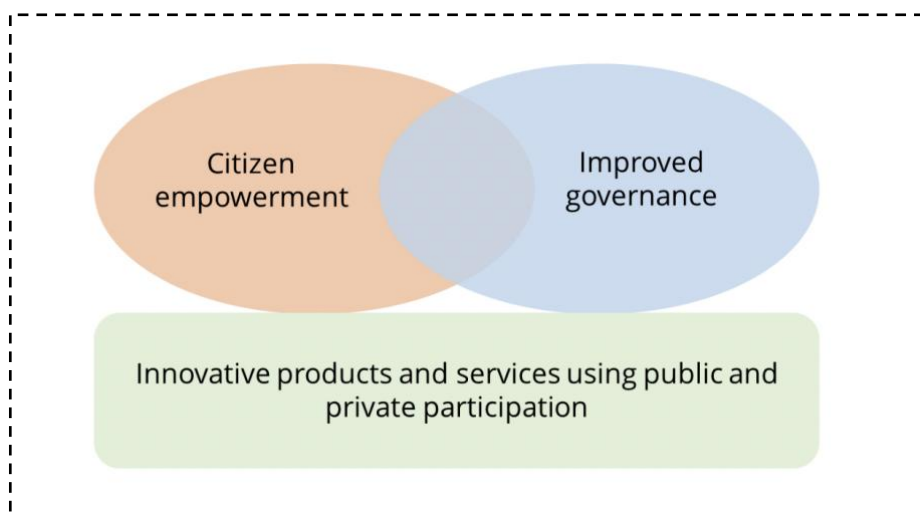 Citizen
empowerment
Improved
governance
Innovative products and services using public and
private participation